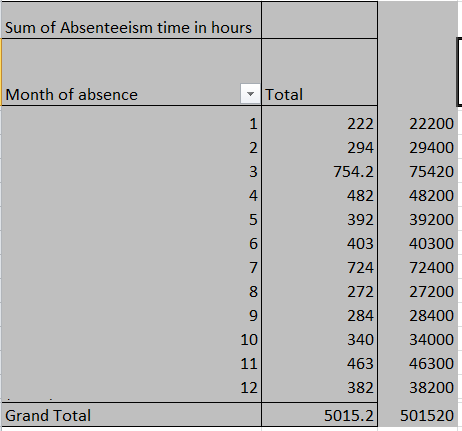 Sum of Absenteeism time in hours
Month of absence Total
1 222 22200
2 294 29400
3 754.2 75420
4 482 48200
5 392 39200
6 403 40300
7 724 72400
8 272 27200
9 284 28400
10 340 34000
11 463 46300
12 382 38200
Grand Total 5015.2 501520